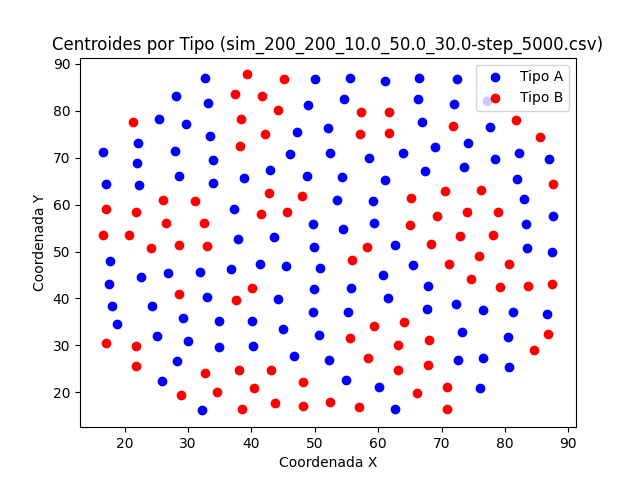 Centroides por Tipo (sim_200_200_10.0_50.0_30.0-step_5000.csv)
Tipo A
Tipo B
90
80
70
60
50
40
30
20
Coordenada Y
20 30 40 50 60 70 80 90
Coordenada X